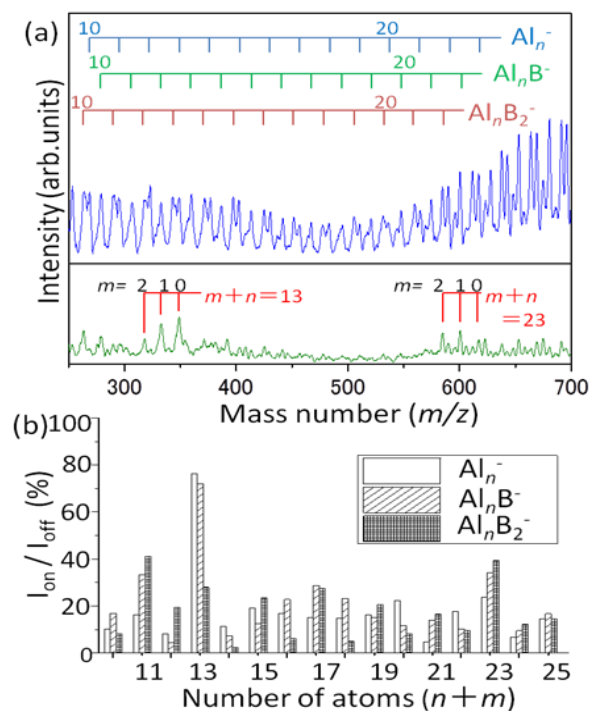 (a)
10 20 Alₙ⁻
10 20 AlₙB⁻
10 20 AlₙB₂⁻
Intensity (arb.units)
m= 2 1 0 m+n=13
m= 2 1 0 m+n
=23
300 400 500 600 700
Mass number (m/z)
(b)
100
80
60
40
20
0
I_on / I_off (%)
Alₙ⁻
AlₙB⁻
AlₙB₂⁻
11 13 15 17 19 21 23 25
Number of atoms (n+m)